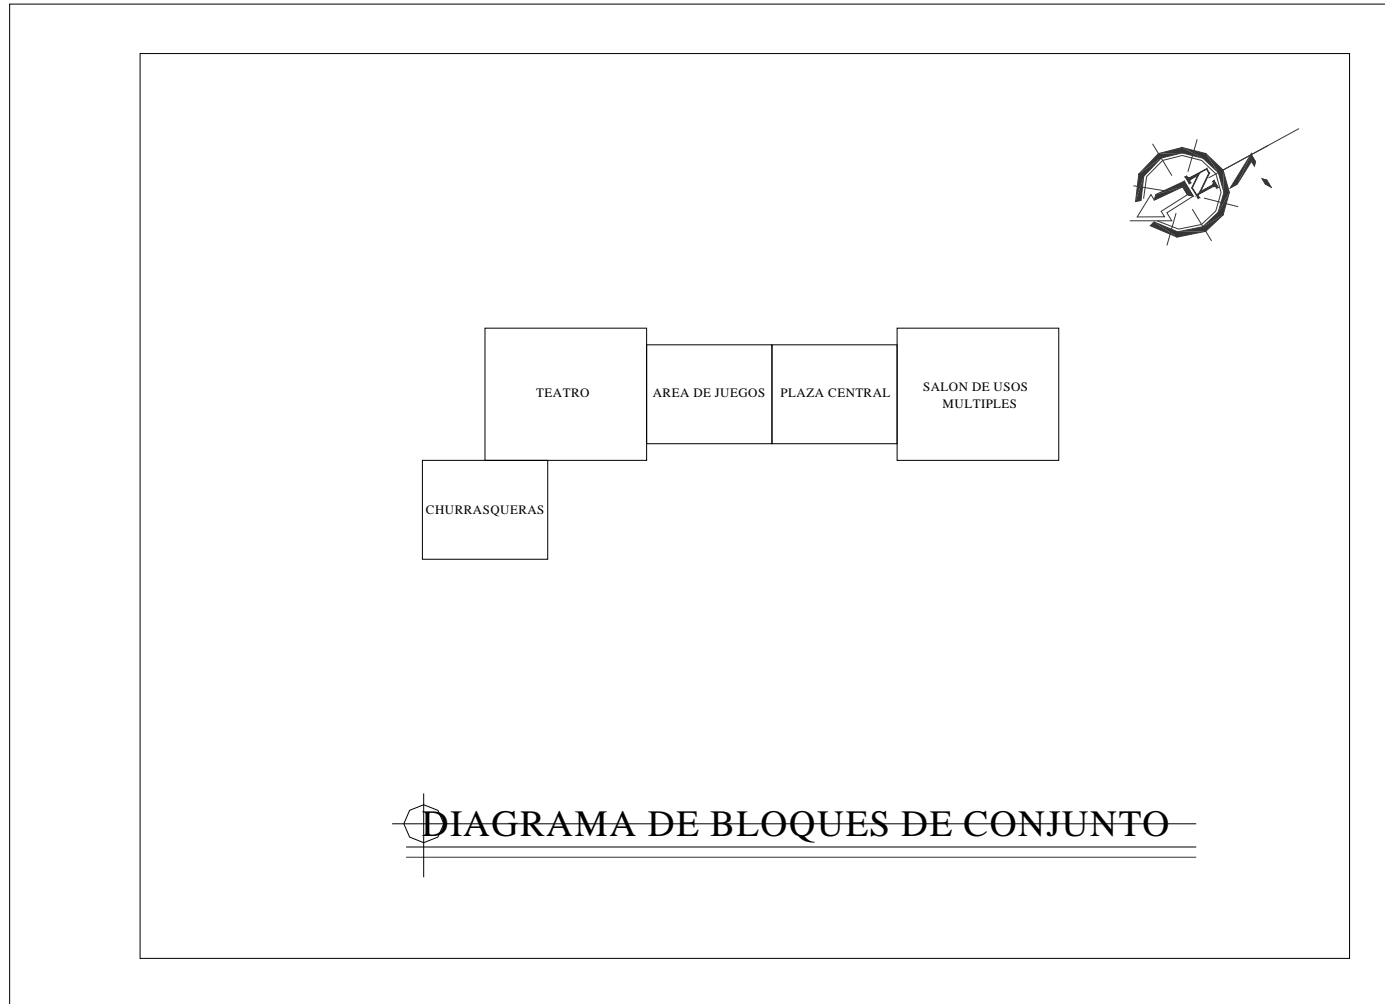 N
TEATRO
AREA DE JUEGOS
PLAZA CENTRAL
SALON DE USOS
MULTIPLES
CHURRASQUERAS
DIAGRAMA DE BLOQUES DE CONJUNTO